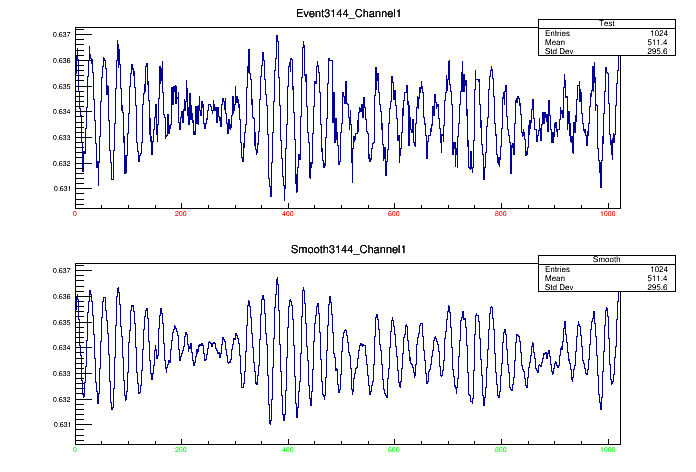 Event3144_Channel1
Test
Entries 1024
Mean 511.4
Std Dev 295.6
0.637
0.636
0.635
0.634
0.633
0.632
0.631
0 200 400 600 800 1000
Smooth3144_Channel1
Smooth
Entries 1024
Mean 511.4
Std Dev 295.6
0.637
0.636
0.635
0.634
0.633
0.632
0.631
0 200 400 600 800 1000